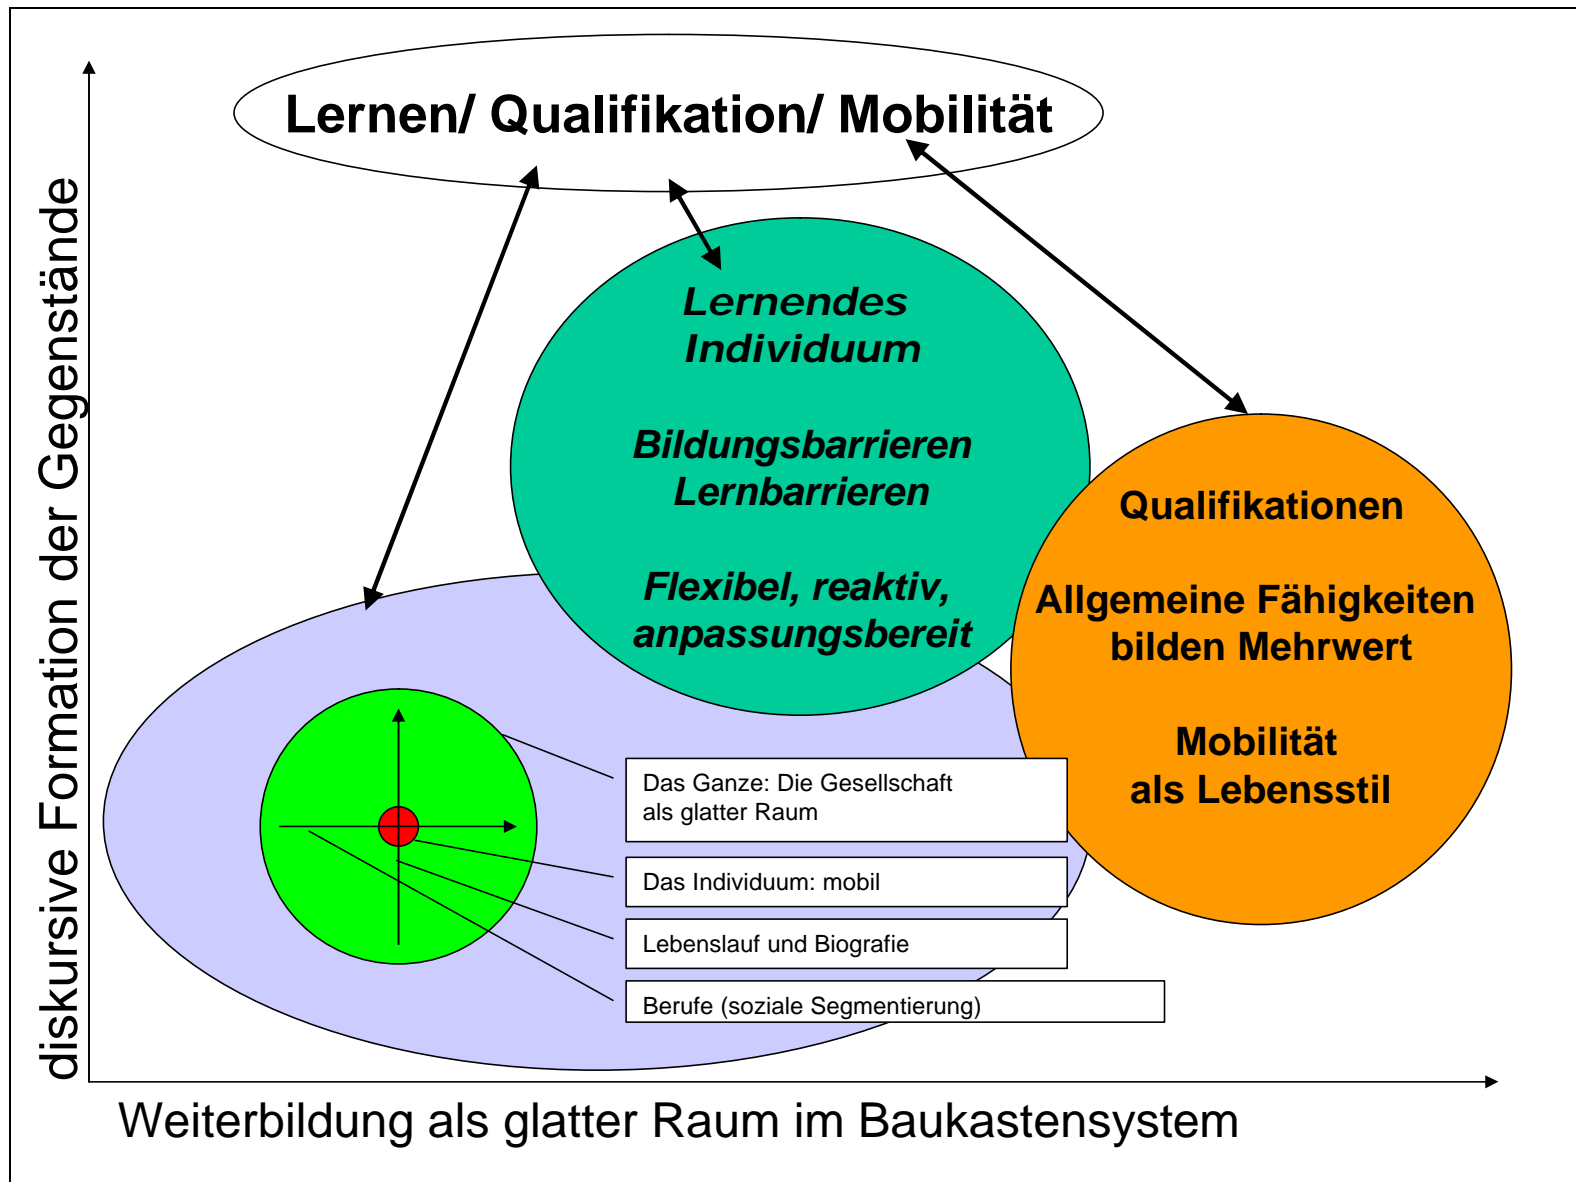 Lernen/ Qualifikation/ Mobilität
diskursive Formation der Gegenstände
Lernendes
Individuum
Bildungsbarrieren
Lernbarrieren
Flexibel, reaktiv,
anpassungsbereit
Qualifikationen
Allgemeine Fähigkeiten
bilden Mehrwert
Mobilität
als Lebensstil
Das Ganze: Die Gesellschaft
als glatter Raum
Das Individuum: mobil
Lebenslauf und Biografie
Berufe (soziale Segmentierung)
Weiterbildung als glatter Raum im Baukastensystem